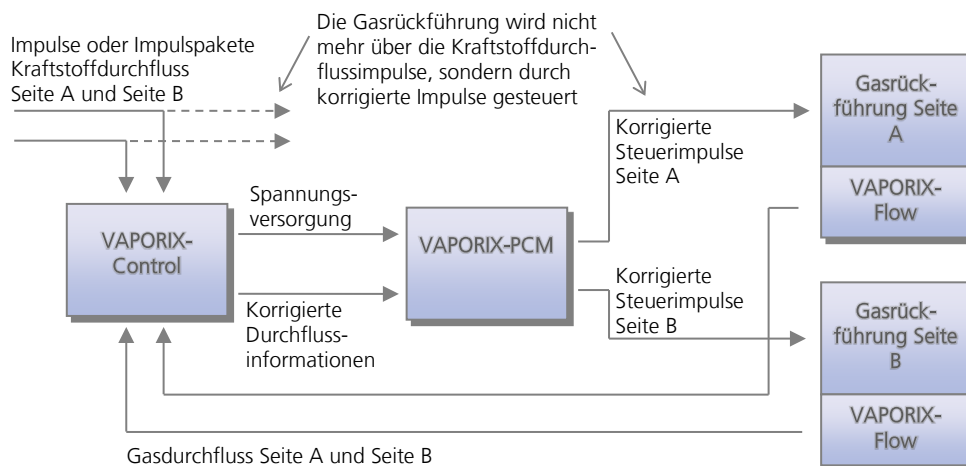 Impulse oder Impulspakete
Kraftstoffdurchfluss
Seite A und Seite B
Die Gasrückführung wird nicht
mehr über die Kraftstoffdurch-
flussimpulse, sondern durch
korrigierte Impulse gesteuert
Gasrück-
führung Seite
A
VAPORIX-
Flow
Korrigierte
Steuerimpulse
Seite A
Spannungs-
versorgung
VAPORIX-
Control
VAPORIX-PCM
Korrigierte
Durchfluss-
informationen
Korrigierte
Steuerimpulse
Seite B
Gasrück-
führung Seite
B
VAPORIX-
Flow
Gasdurchfluss Seite A und Seite B